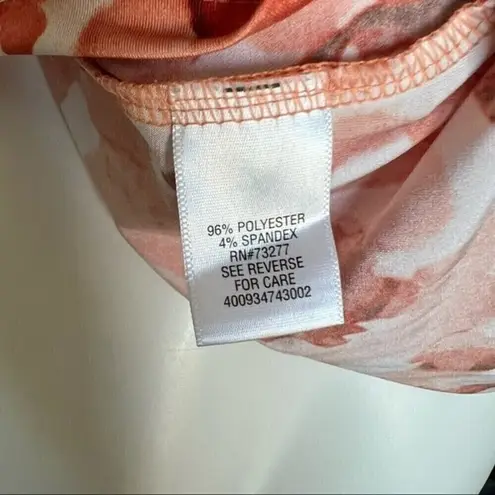 96% POLYESTER
4% SPANDEX
RN#73277
SEE REVERSE
FOR CARE
400934743002